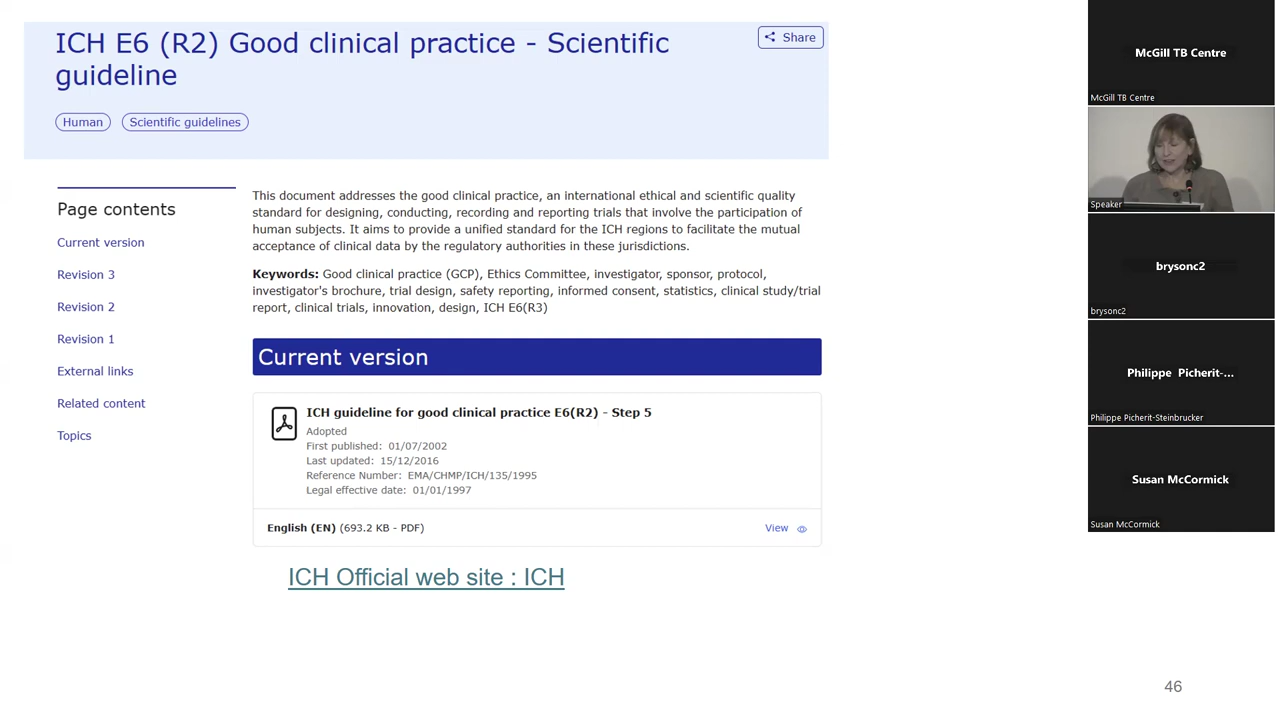 ICH E6 (R2) Good clinical practice - Scientific
guideline
Share
Human
Scientific guidelines
Page contents
Current version
Revision 3
Revision 2
Revision 1
External links
Related content
Topics
This document addresses the good clinical practice, an international ethical and scientific quality
standard for designing, conducting, recording and reporting trials that involve the participation of
human subjects. It aims to provide a unified standard for the ICH regions to facilitate the mutual
acceptance of clinical data by the regulatory authorities in these jurisdictions.
Keywords: Good clinical practice (GCP), Ethics Committee, investigator, sponsor, protocol,
investigator's brochure, trial design, safety reporting, informed consent, statistics, clinical study/trial
report, clinical trials, innovation, design, ICH E6(R3)
Current version
ICH guideline for good clinical practice E6(R2) - Step 5
Adopted
First published: 01/07/2002
Last updated: 15/12/2016
Reference Number: EMA/CHMP/ICH/135/1995
Legal effective date: 01/01/1997
English (EN) (693.2 KB - PDF)
View
ICH Official web site : ICH
46
McGill TB Centre
McGill TB Centre
Speaker
brysonc2
brysonc2
Philippe Picherit-...
Philippe Picherit-Steinbrucker
Susan McCormick
Susan McCormick